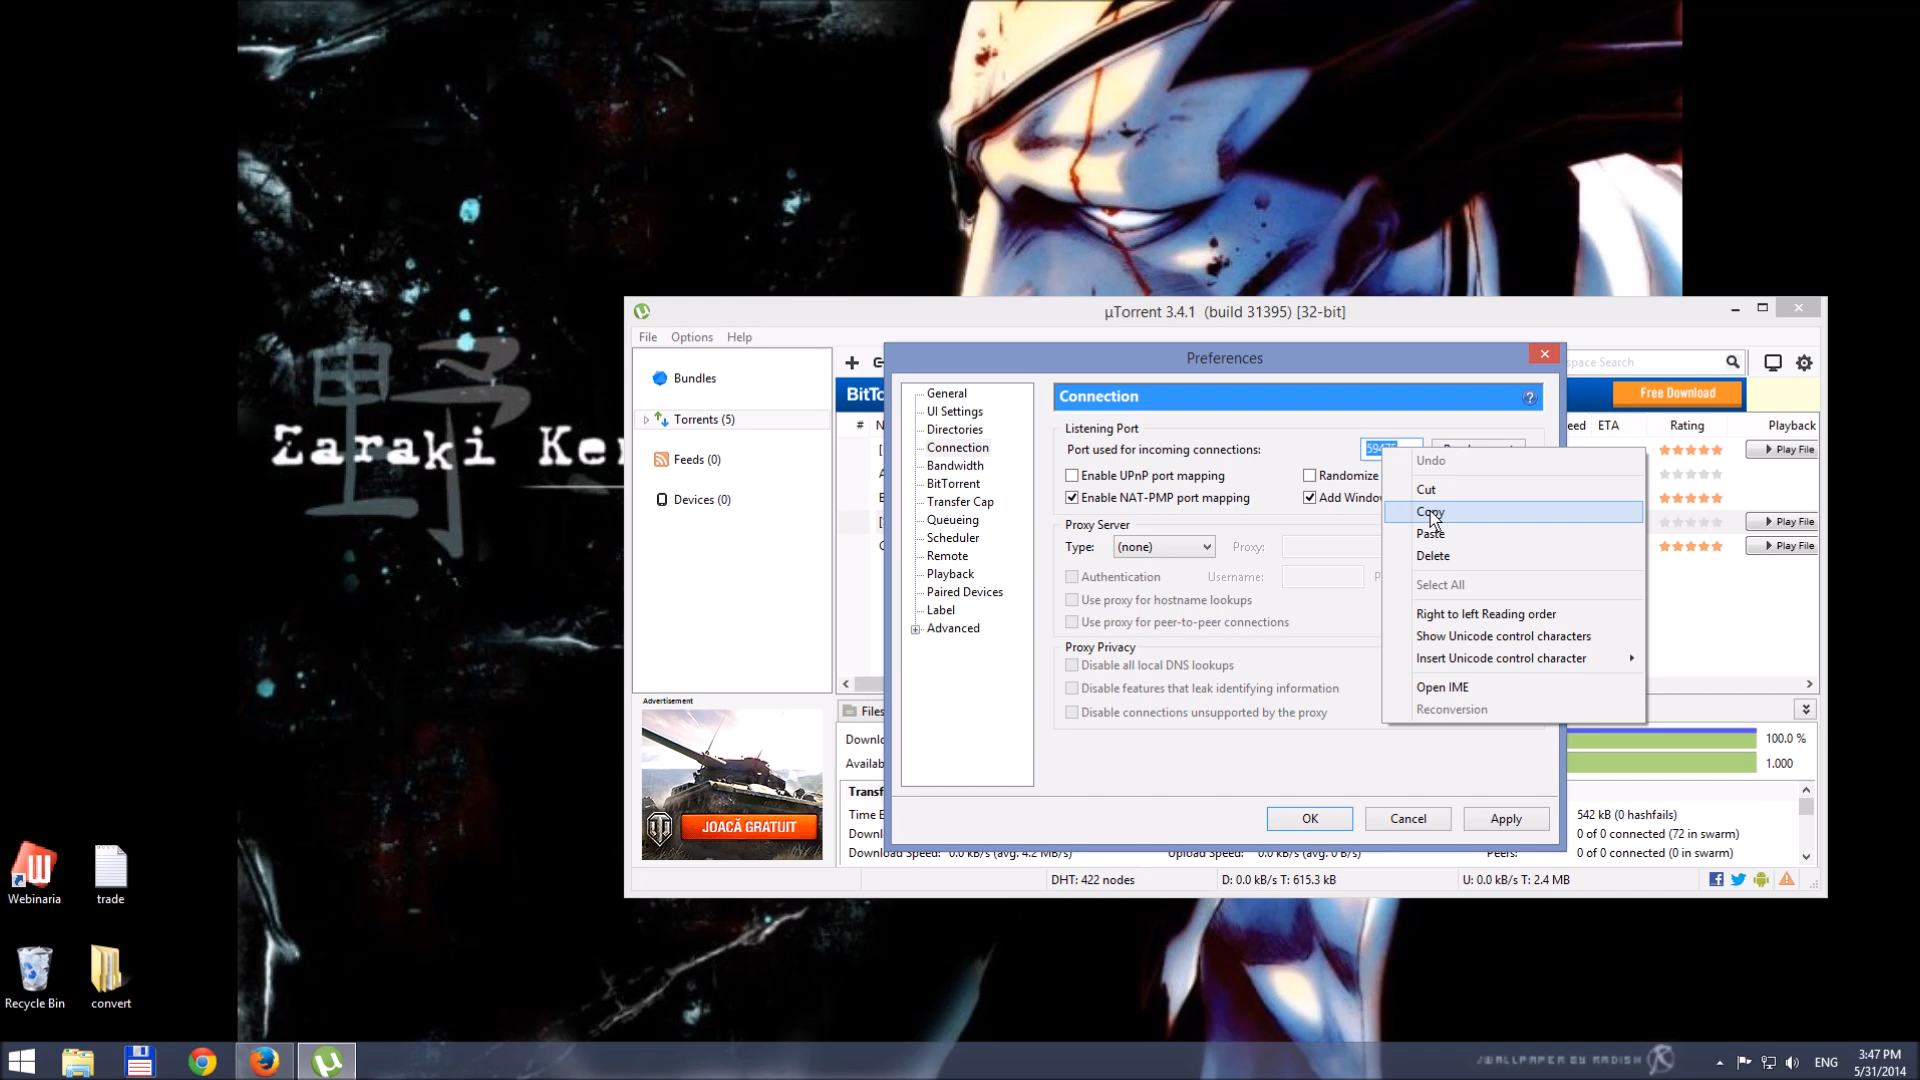 Zaraki Ke
野
µTorrent 3.4.1 (build 31395) [32-bit]
File Options Help
Bundles
Torrents (5)
Feeds (0)
Devices (0)
Search
Free Download
#
ETA Rating Playback
Play File
Play File
Play File
Preferences
General
UI Settings
Directories
Connection
Bandwidth
BitTorrent
Transfer Cap
Queueing
Scheduler
Remote
Playback
Paired Devices
Label
Advanced
Connection
Listening Port
Port used for incoming connections:
Enable UPnP port mapping Randomize
Enable NAT-PMP port mapping Add Windo
Proxy Server
Type: (none) Proxy:
Authentication Username: P
Use proxy for hostname lookups
Use proxy for peer-to-peer connections
Proxy Privacy
Disable all local DNS lookups
Disable features that leak identifying information
Disable connections unsupported by the proxy
OK Cancel Apply
Undo
Cut
Copy
Paste
Delete
Select All
Right to left Reading order
Show Unicode control characters
Insert Unicode control character
Open IME
Reconversion
Advertisement
JOACĂ GRATUIT
Files
Downlo
Availab
100.0 %
1.000
Transf
Time E
Downl
Download Speed: 0.0 kB/s (avg. 4.2 MB/s) Upload Speed: 0.0 kB/s (avg. 0 B/s) Peers:
542 kB (0 hashfails)
0 of 0 connected (72 in swarm)
0 of 0 connected (0 in swarm)
DHT: 422 nodes D: 0.0 kB/s T: 615.3 kB U: 0.0 kB/s T: 2.4 MB
Webinaria
trade
Recycle Bin
convert
WALLPAPER BY RADISH
ENG
3:47 PM
5/31/2014